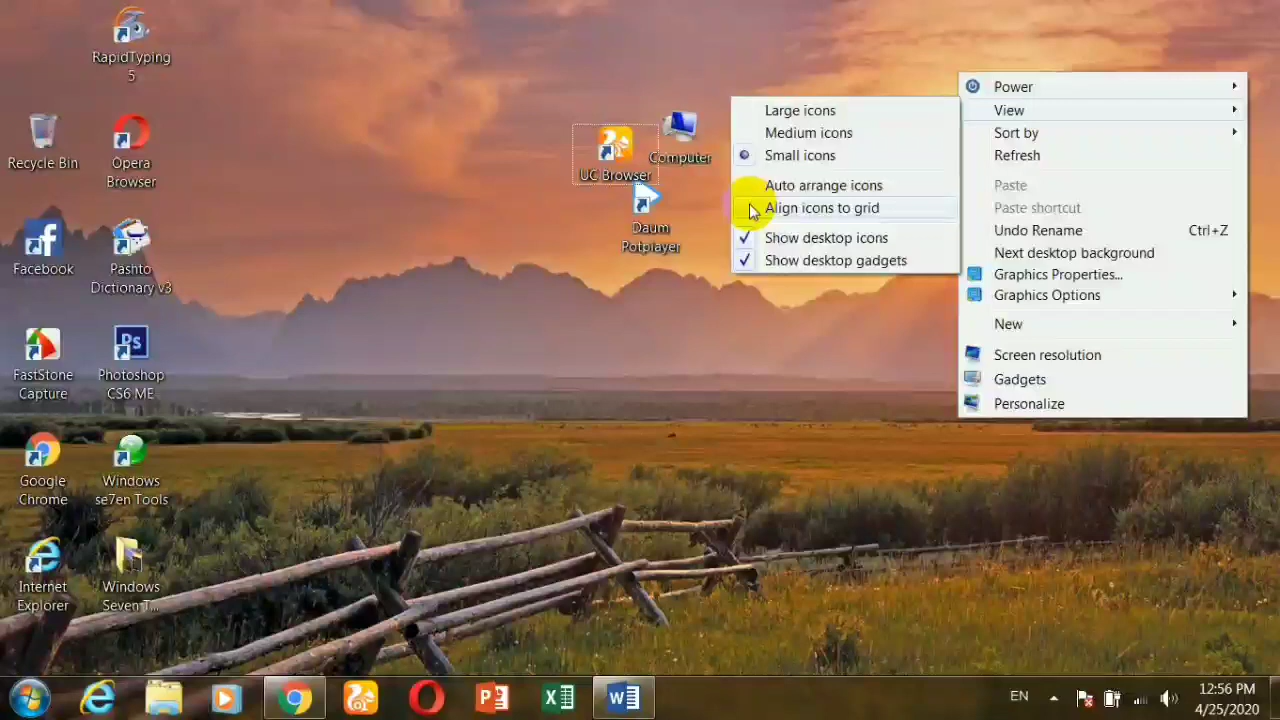 RapidTyping
5
Recycle Bin
Opera
Browser
Facebook
Pashto
Dictionary v3
FastStone
Capture
Ps
Photoshop
CS6 ME
Google
Chrome
Windows
se7en Tools
Internet
Explorer
Windows
Seven T...
UC Browser
Computer
Daum
Potplayer
Large icons
Medium icons
Small icons
Auto arrange icons
Align icons to grid
Show desktop icons
Show desktop gadgets
Power
View
Sort by
Refresh
Paste
Paste shortcut
Undo Rename Ctrl+Z
Next desktop background
Graphics Properties...
Graphics Options
New
Screen resolution
Gadgets
Personalize
EN
12:56 PM
4/25/2020